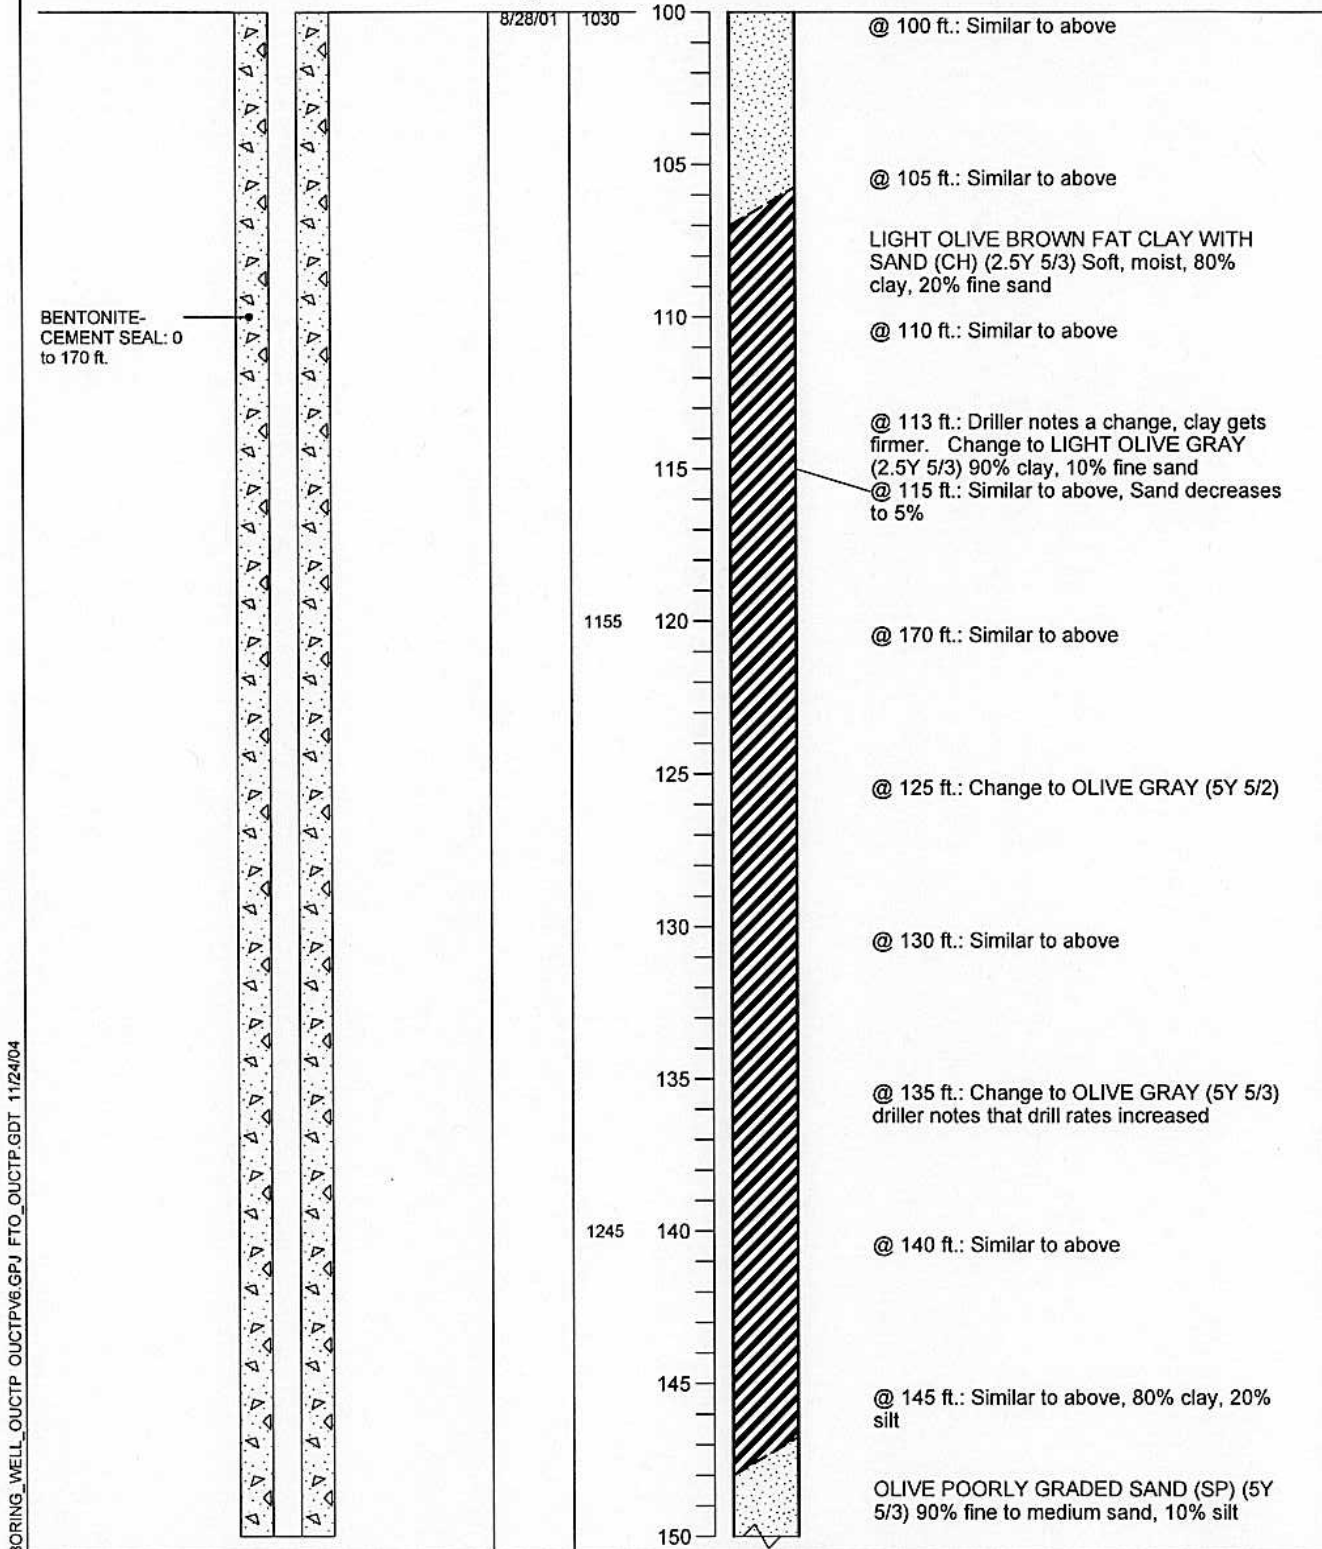 8/28/01 1030 100 @ 100 ft.: Similar to above
105 @ 105 ft.: Similar to above
LIGHT OLIVE BROWN FAT CLAY WITH
SAND (CH) (2.5Y 5/3) Soft, moist, 80%
clay, 20% fine sand
BENTONITE-
CEMENT SEAL: 0
to 170 ft.
110 @ 110 ft.: Similar to above
@ 113 ft.: Driller notes a change, clay gets
firmer. Change to LIGHT OLIVE GRAY
(2.5Y 5/3) 90% clay, 10% fine sand
115 @ 115 ft.: Similar to above, Sand decreases
to 5%
1155 120 @ 170 ft.: Similar to above
125 @ 125 ft.: Change to OLIVE GRAY (5Y 5/2)
130 @ 130 ft.: Similar to above
135 @ 135 ft.: Change to OLIVE GRAY (5Y 5/3)
driller notes that drill rates increased
1245 140 @ 140 ft.: Similar to above
145 @ 145 ft.: Similar to above, 80% clay, 20%
silt
OLIVE POORLY GRADED SAND (SP) (5Y
5/3) 90% fine to medium sand, 10% silt
150
BORING_WELL_OUCTP OUCTPV6.GPJ FTO_OUCTP.GDT 11/24/04